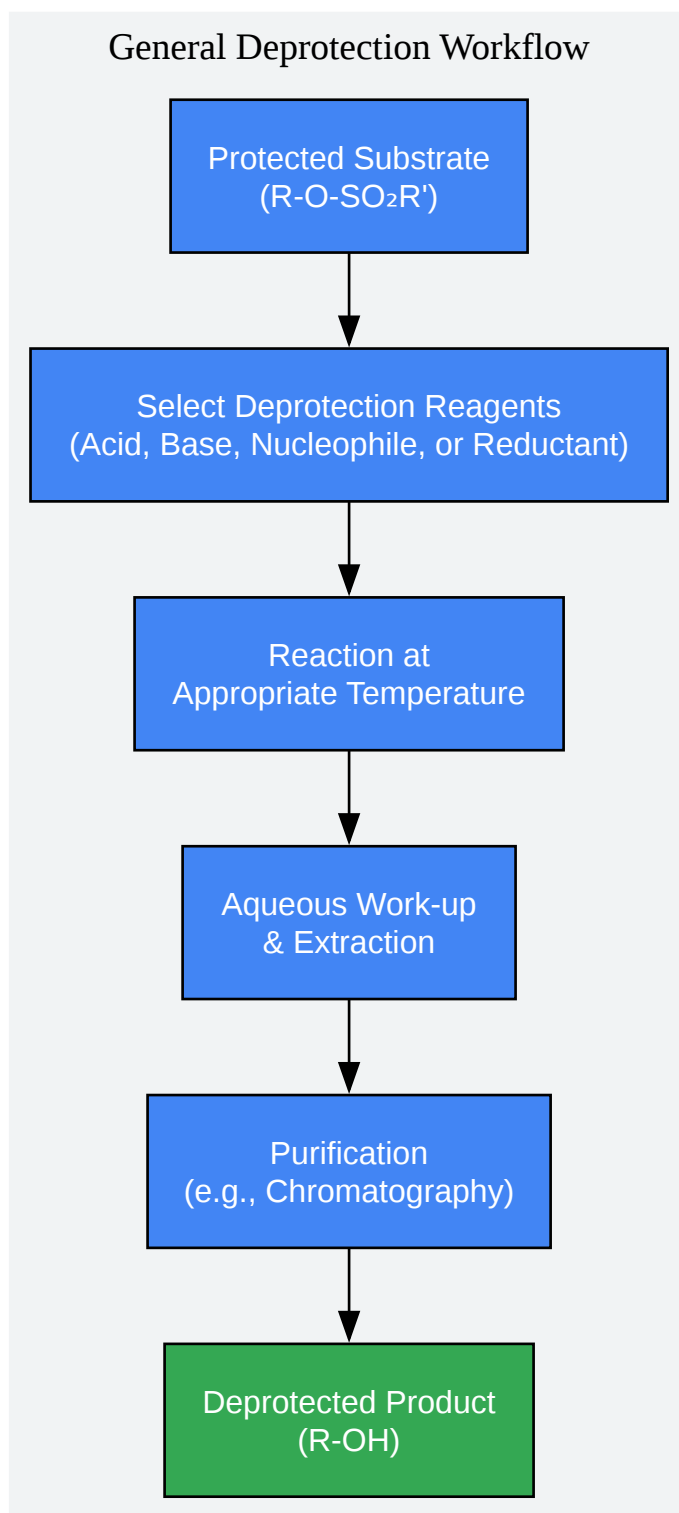 General Deprotection Workflow
Protected Substrate
(R-O-SO₂R')
Select Deprotection Reagents
(Acid, Base, Nucleophile, or Reductant)
Reaction at
Appropriate Temperature
Aqueous Work-up
& Extraction
Purification
(e.g., Chromatography)
Deprotected Product
(R-OH)